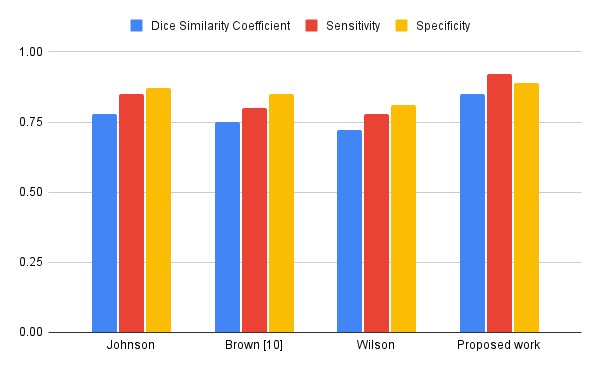 Dice Similarity Coefficient Sensitivity Specificity
1.00
0.75
0.50
0.25
0.00
Johnson Brown [10] Wilson Proposed work